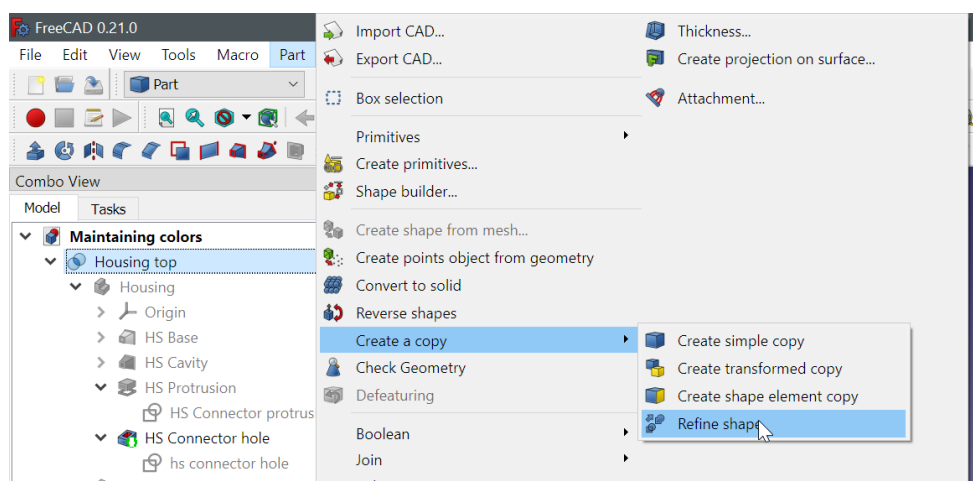 FreeCAD 0.21.0
File Edit View Tools Macro Part
Part
Combo View
Model Tasks
Maintaining colors
Housing top
Housing
Origin
HS Base
HS Cavity
HS Protrusion
HS Connector protrus
HS Connector hole
hs connector hole
Import CAD...
Export CAD...
Box selection
Primitives
Create primitives...
Shape builder...
Create shape from mesh...
Create points object from geometry
Convert to solid
Reverse shapes
Create a copy
Check Geometry
Defeaturing
Boolean
Join
Thickness...
Create projection on surface...
Attachment...
Create simple copy
Create transformed copy
Create shape element copy
Refine shape